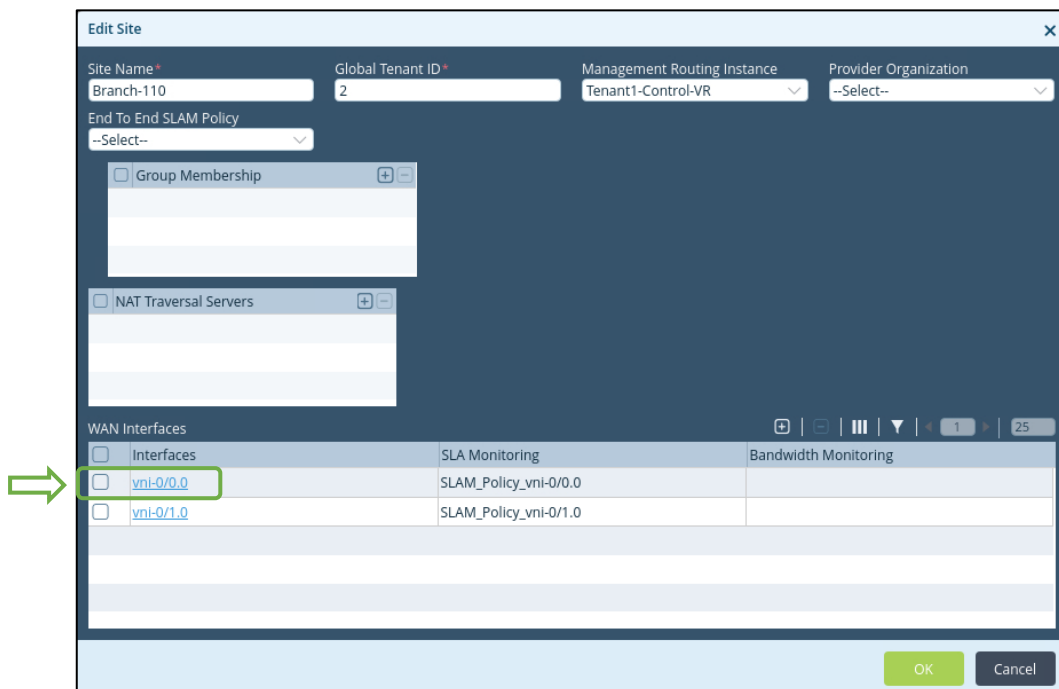 Edit Site
Site Name* Global Tenant ID* Management Routing Instance Provider Organization
Branch-110 2 Tenant1-Control-VR --Select--
End To End SLAM Policy
--Select--
Group Membership
NAT Traversal Servers
WAN Interfaces 1 25
Interfaces SLA Monitoring Bandwidth Monitoring
vni-0/0.0 SLAM_Policy_vni-0/0.0
vni-0/1.0 SLAM_Policy_vni-0/1.0
OK Cancel